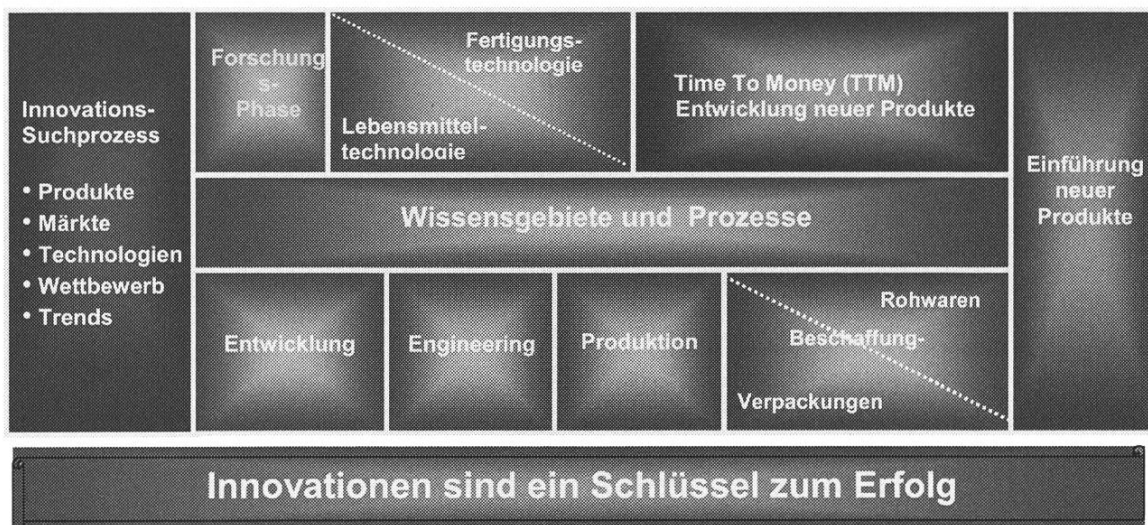 Innovations-
Suchprozess
• Produkte
• Märkte
• Technologien
• Wettbewerb
• Trends
Forschung
s-
Phase
Fertigungs-
technologie
Lebensmittel-
technologie
Time To Money (TTM)
Entwicklung neuer Produkte
Wissensgebiete und Prozesse
Entwicklung
Engineering
Produktion
Rohwaren
Beschaffung-
Verpackungen
Einführung
neuer
Produkte
Innovationen sind ein Schlüssel zum Erfolg